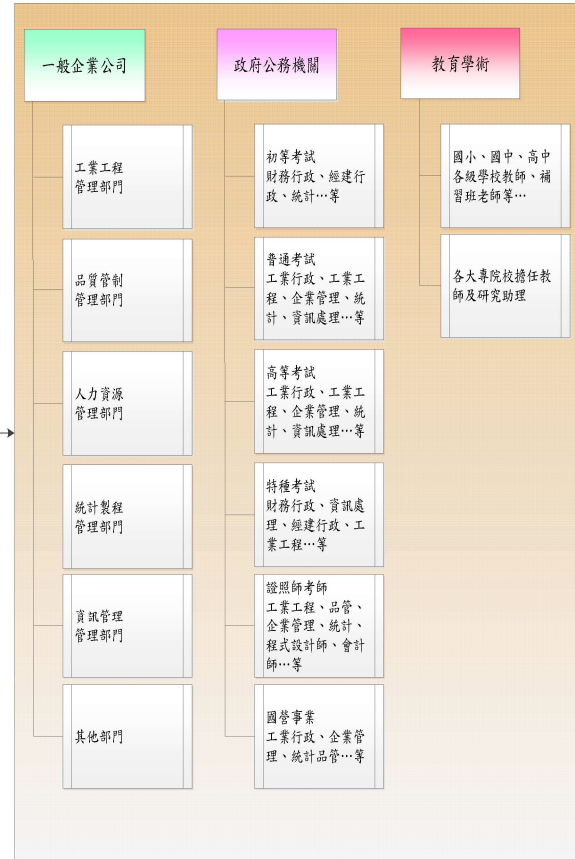 一般企業公司
工業工程
管理部門
品質管制
管理部門
人力資源
管理部門
統計製程
管理部門
資訊管理
管理部門
其他部門
政府公務機關
初等考試
財務行政、經建行
政、統計…等
普通考試
工業行政、工業工
程、企業管理、統
計、資訊處理…等
高等考試
工業行政、工業工
程、企業管理、統
計、資訊處理…等
特種考試
財務行政、資訊處
理、經建行政、工
業工程…等
證照師考師
工業工程、品管、
企業管理、統計、
程式設計師、會計
師…等
國營事業
工業行政、企業管
理、統計品管…等
教育學術
國小、國中、高中
各級學校教師、補
習班老師等…
各大專院校擔任教
師及研究助理